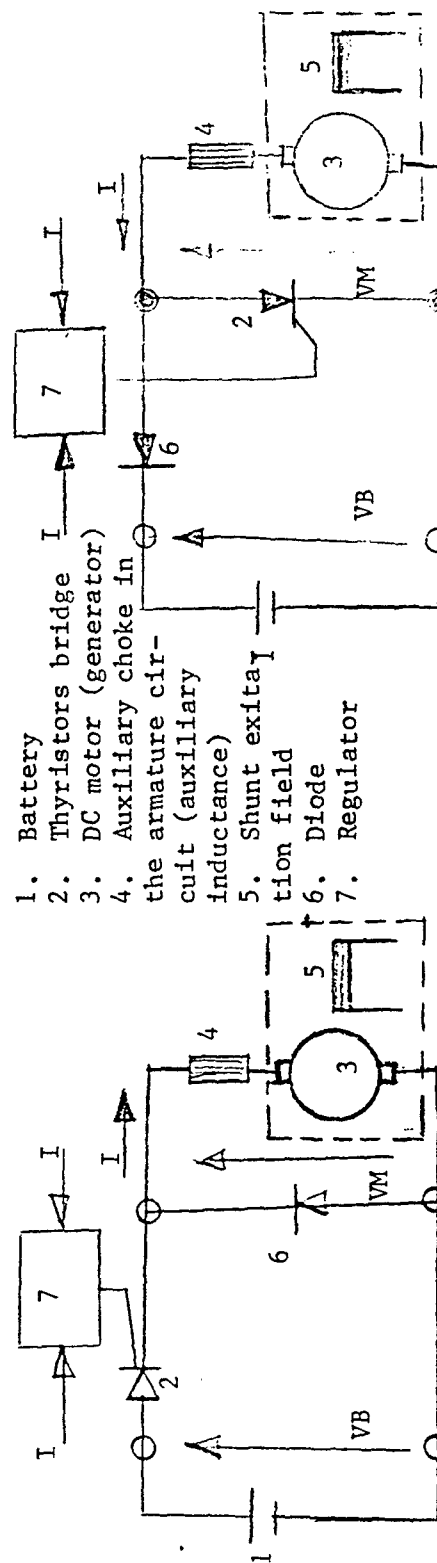 I
7
I
I
2
4
1
VB
6
VM
3
5
1. Battery
2. Thyristors bridge
3. DC motor (generator)
4. Auxiliary choke in
the armature cir-
cuit (auxiliary
inductance)
5. Shunt exita-
tion field
6. Diode
7. Regulator
I
7
I
I
6
2
4
VB
VM
3
5